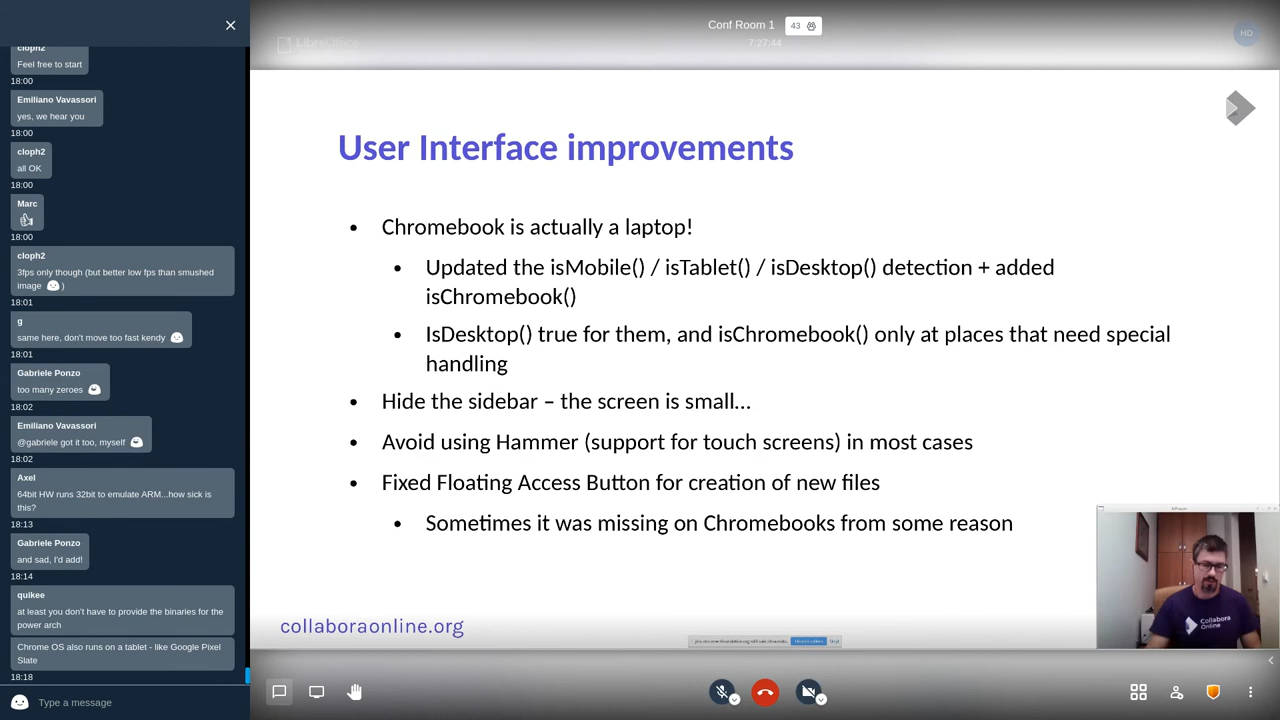 cloph2
Feel free to start
18:00
Emiliano Vavassori
yes, we hear you
18:00
cloph2
all OK
18:00
Marc
18:00
cloph2
3fps only though (but better low fps than smushed
image )
18:01
g
same here, don't move too fast kendy
18:01
Gabriele Ponzo
too many zeroes
18:02
Emiliano Vavassori
@gabriele got it too, myself
18:02
Axel
64bit HW runs 32bit to emulate ARM...how sick is
this?
18:13
Gabriele Ponzo
and sad, I'd add!
18:14
quikee
at least you don't have to provide the binaries for the
power arch
Chrome OS also runs on a tablet - like Google Pixel
Slate
18:18
Type a message
Conf Room 1 43
7:27:44
LibreOffice
HD
User Interface improvements
• Chromebook is actually a laptop!
• Updated the isMobile() / isTablet() / isDesktop() detection + added
isChromebook()
• IsDesktop() true for them, and isChromebook() only at places that need special
handling
• Hide the sidebar – the screen is small...
• Avoid using Hammer (support for touch screens) in most cases
• Fixed Floating Access Button for creation of new files
• Sometimes it was missing on Chromebooks from some reason
collaboraonline.org
Collabora
Online